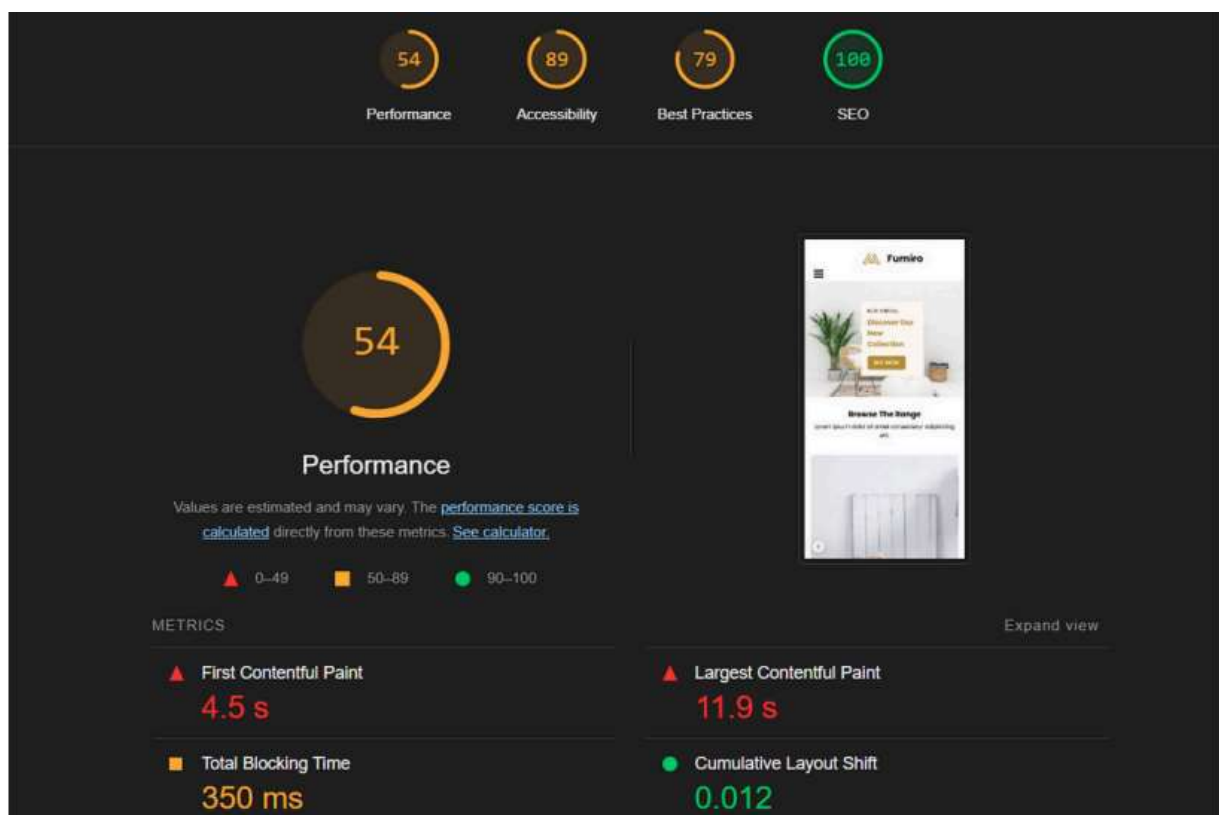 54
89
79
100
Performance
Accessibility
Best Practices
SEO
54
Performance
Values are estimated and may vary. The performance score is
calculated directly from these metrics. See calculator.
0–49
50–89
90–100
Furniro
Discover Our
New
Collection
BUY NOW
Browse The Range
METRICS
Expand view
First Contentful Paint
4.5 s
Largest Contentful Paint
11.9 s
Total Blocking Time
350 ms
Cumulative Layout Shift
0.012